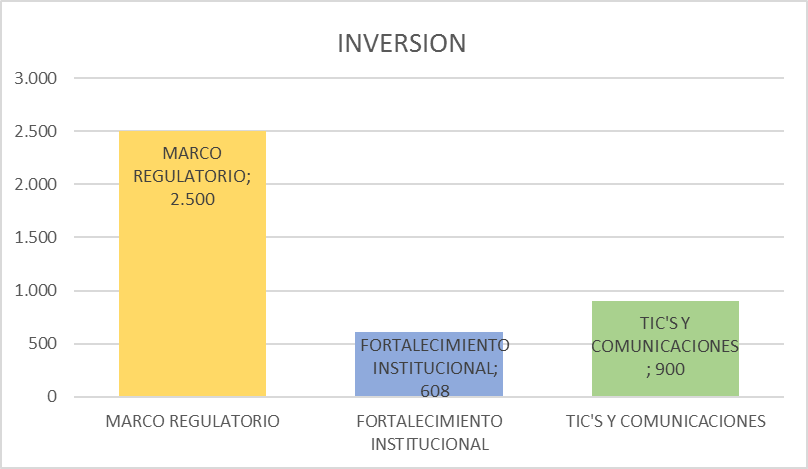 INVERSION
3.000
2.500
2.000
1.500
1.000
500
0
MARCO
REGULATORIO;
2.500
FORTALECIMIENTO
INSTITUCIONAL;
608
TIC'S Y
COMUNICACIONES
; 900
MARCO REGULATORIO
FORTALECIMIENTO
INSTITUCIONAL
TIC'S Y COMUNICACIONES